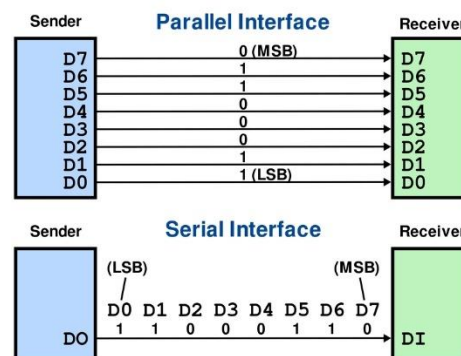 Sender Parallel Interface Receiver
D7 0 (MSB) D7
D6 1 D6
D5 1 D5
D4 0 D4
D3 0 D3
D2 0 D2
D1 1 D1
D0 1 (LSB) D0
Sender Serial Interface Receiver
(LSB) (MSB)
D0 D1 D2 D3 D4 D5 D6 D7
1 1 0 0 0 1 1 0
DO DI